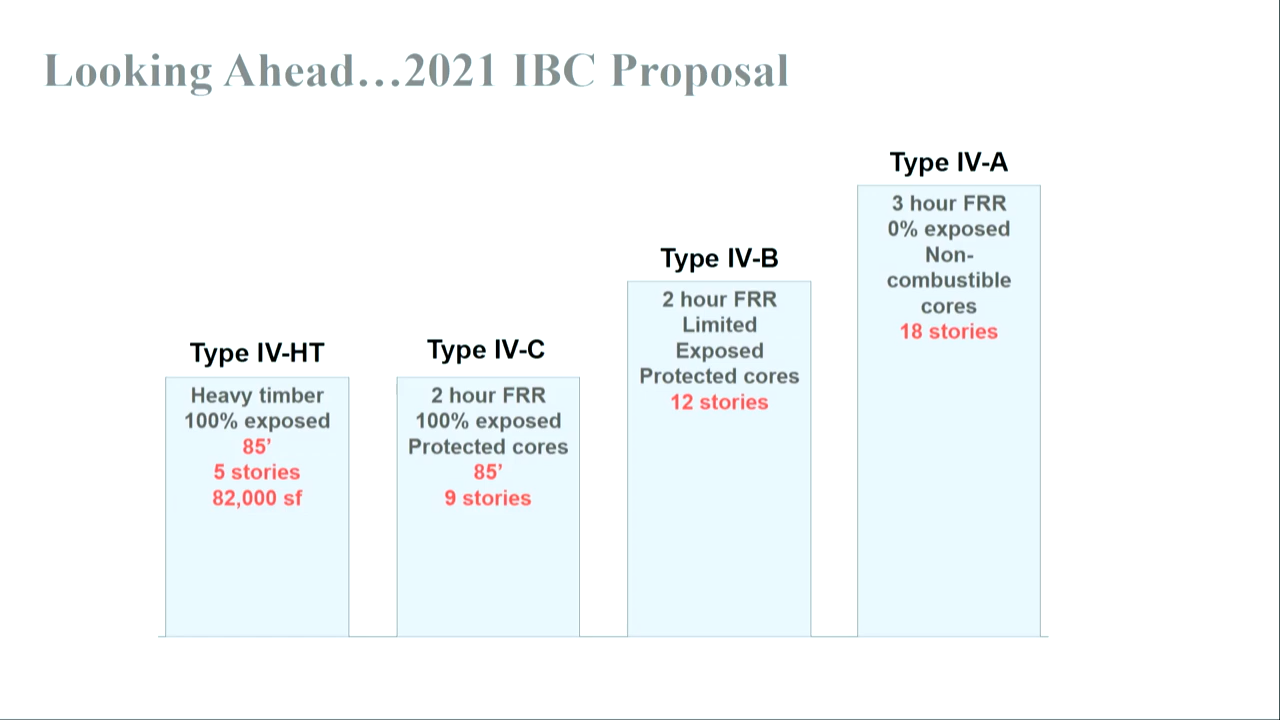 Looking Ahead…2021 IBC Proposal
Type IV-HT
Heavy timber
100% exposed
85’
5 stories
82,000 sf
Type IV-C
2 hour FRR
100% exposed
Protected cores
85’
9 stories
Type IV-B
2 hour FRR
Limited
Exposed
Protected cores
12 stories
Type IV-A
3 hour FRR
0% exposed
Non-
combustible
cores
18 stories